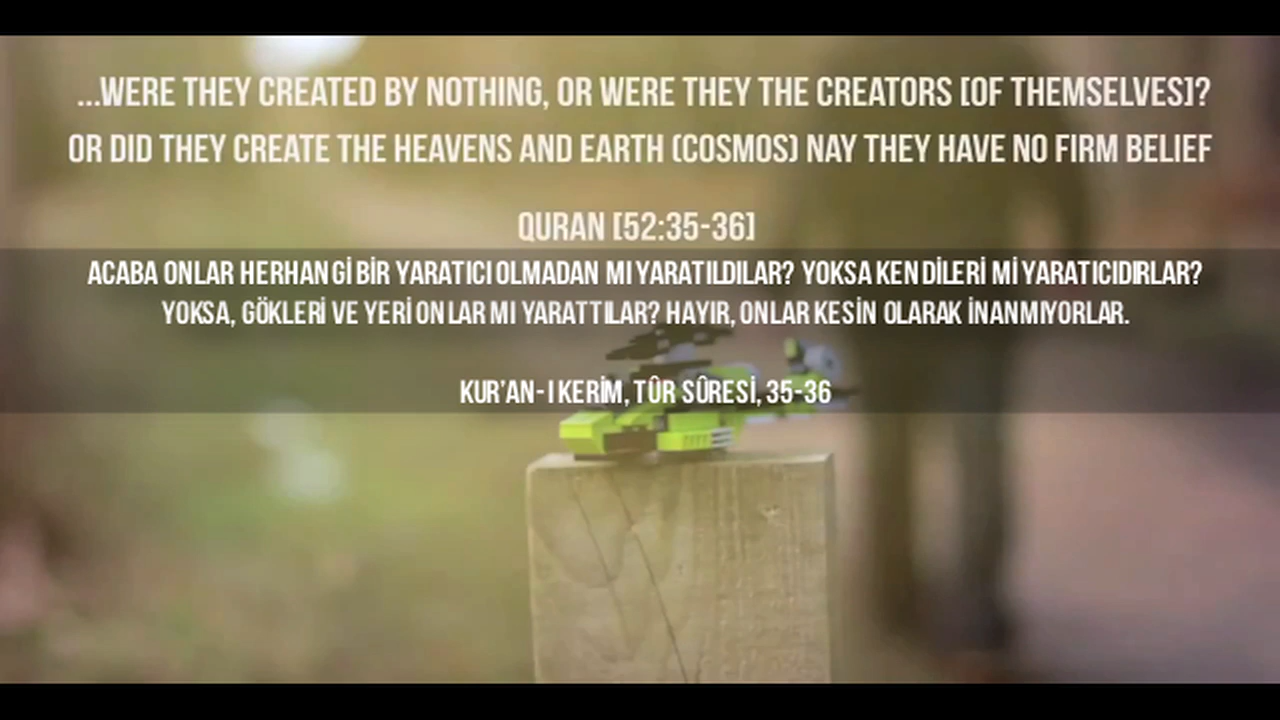 ...WERE THEY CREATED BY NOTHING, OR WERE THEY THE CREATORS [OF THEMSELVES]?
OR DID THEY CREATE THE HEAVENS AND EARTH (COSMOS) NAY THEY HAVE NO FIRM BELIEF
QURAN [52:35-36]
ACABA ONLAR HERHANGİ BİR YARATICI OLMADAN MI YARATILDILAR? YOKSA KENDİLERİ Mİ YARATICIDIRLAR?
YOKSA, GÖKLERİ VE YERİ ONLAR MI YARATTILAR? HAYIR, ONLAR KESİN OLARAK İNANMIYORLAR.
KUR'AN-I KERİM, TÛR SÛRESİ, 35-36